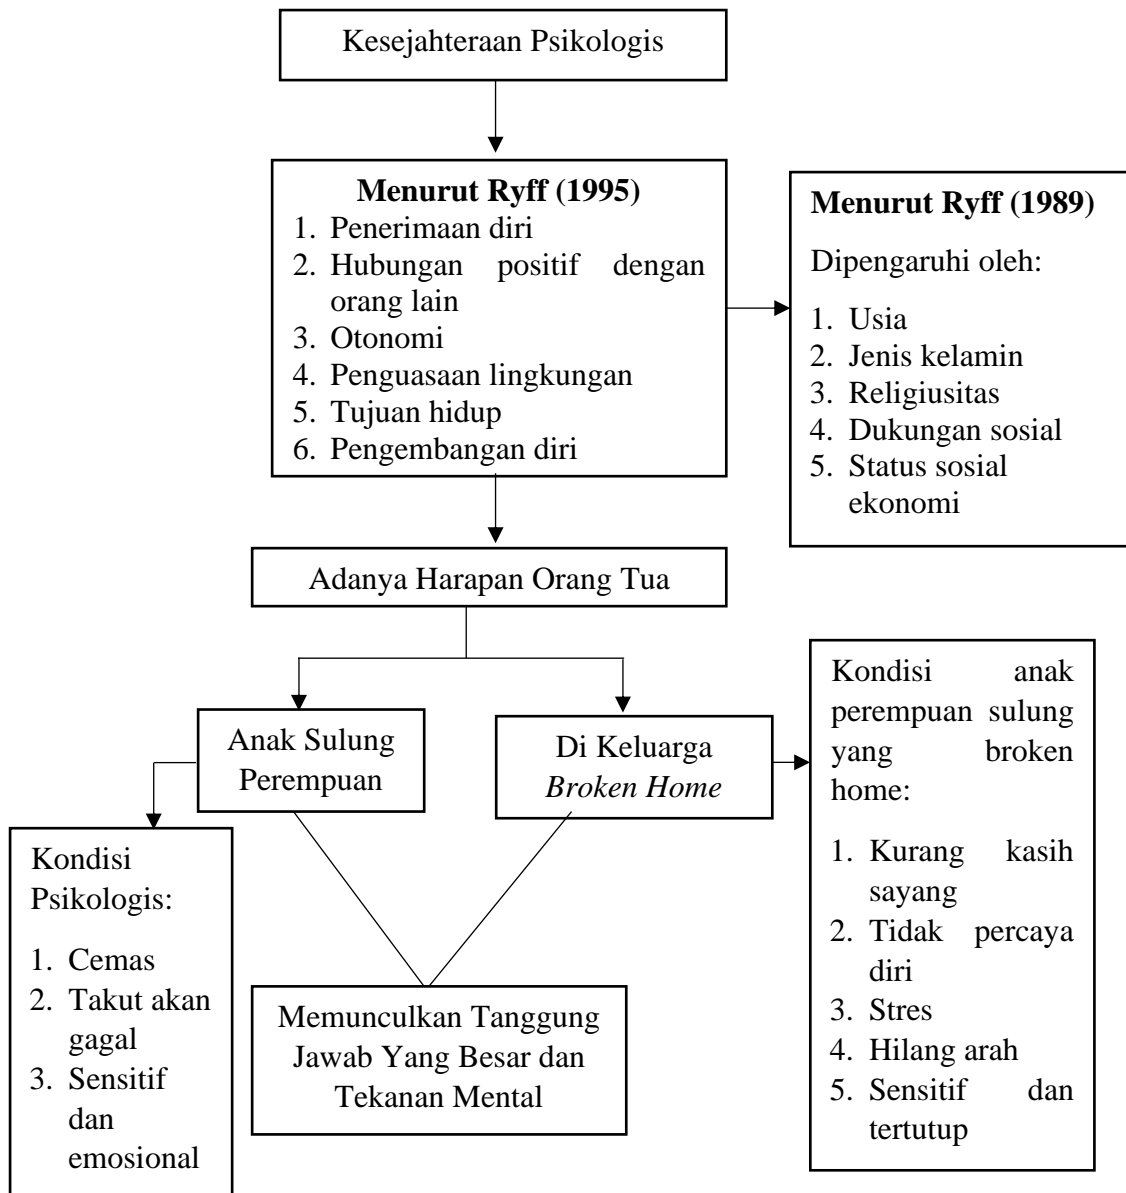 Kesejahteraan Psikologis
Menurut Ryff (1995)
1. Penerimaan diri
2. Hubungan positif dengan
orang lain
3. Otonomi
4. Penguasaan lingkungan
5. Tujuan hidup
6. Pengembangan diri
Menurut Ryff (1989)
Dipengaruhi oleh:
1. Usia
2. Jenis kelamin
3. Religiusitas
4. Dukungan sosial
5. Status sosial
ekonomi
Adanya Harapan Orang Tua
Anak Sulung
Perempuan
Di Keluarga
Broken Home
Kondisi anak
perempuan sulung
yang broken
home:
1. Kurang kasih
sayang
2. Tidak percaya
diri
3. Stres
4. Hilang arah
5. Sensitif dan
tertutup
Kondisi
Psikologis:
1. Cemas
2. Takut akan
gagal
3. Sensitif
dan
emosional
Memunculkan Tanggung
Jawab Yang Besar dan
Tekanan Mental